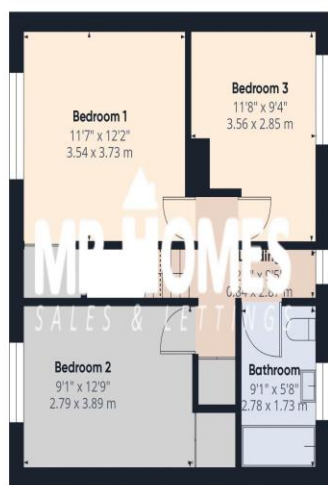 Bedroom 1
11'7" x 12'2"
3.54 x 3.73 m
Bedroom 3
11'8" x 9'4"
3.56 x 2.85 m
MR HOMES
SALES & LETTINGS
Bedroom 2
9'1" x 12'9"
2.79 x 3.89 m
Bathroom
9'1" x 5'8"
2.78 x 1.73 m